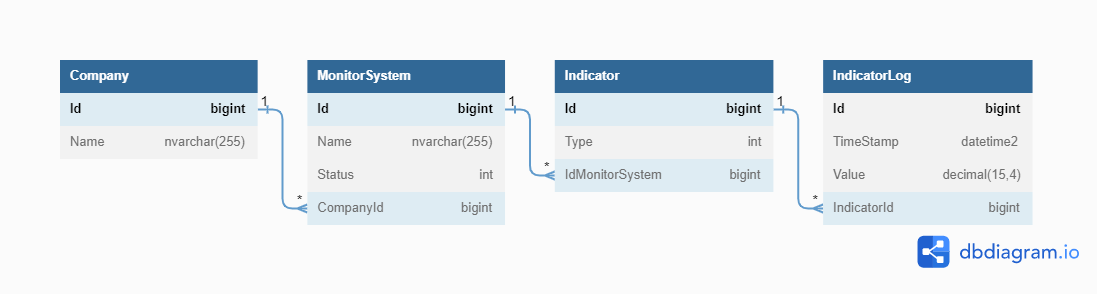 Company
Id bigint
Name nvarchar(255)
MonitorSystem
Id bigint
Name nvarchar(255)
Status int
CompanyId bigint
Indicator
Id bigint
Type int
IdMonitorSystem bigint
IndicatorLog
Id bigint
TimeStamp datetime2
Value decimal(15,4)
IndicatorId bigint
1
*
1
*
1
*
dbdiagram.io